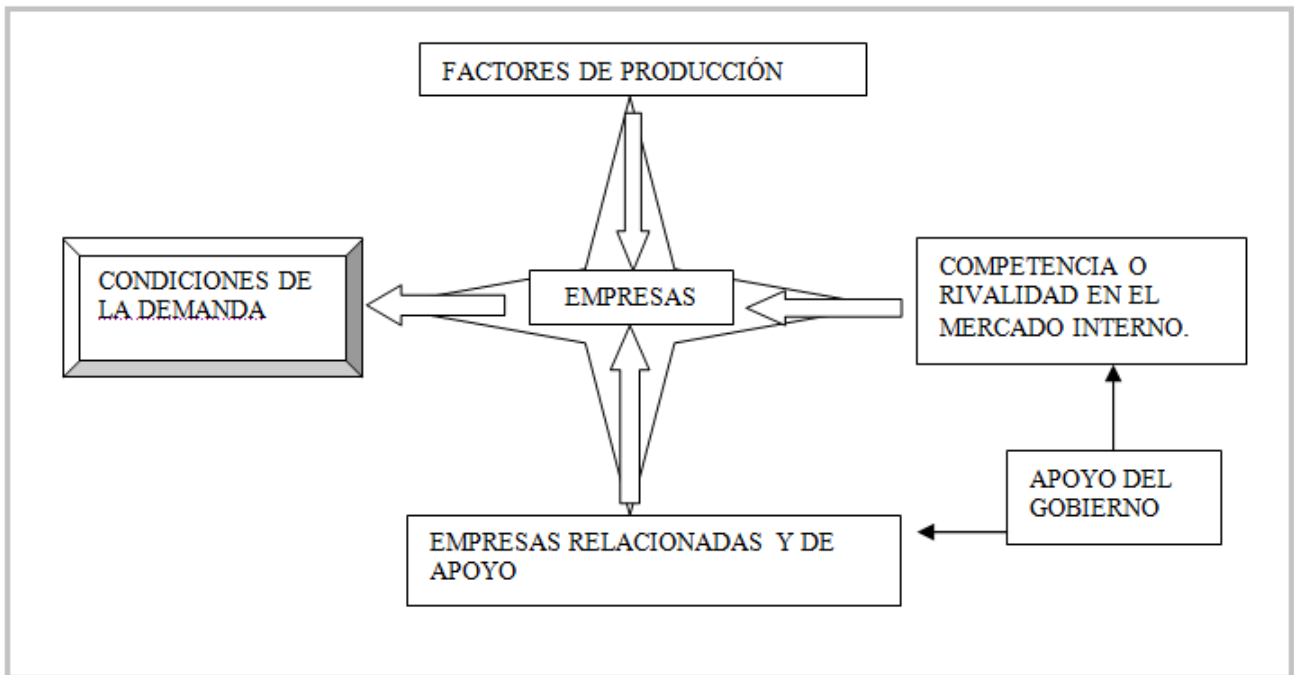 FACTORES DE PRODUCCIÓN
CONDICIONES DE
LA DEMANDA
EMPRESAS
COMPETENCIA O
RIVALIDAD EN EL
MERCADO INTERNO.
APOYO DEL
GOBIERNO
EMPRESAS RELACIONADAS Y DE
APOYO